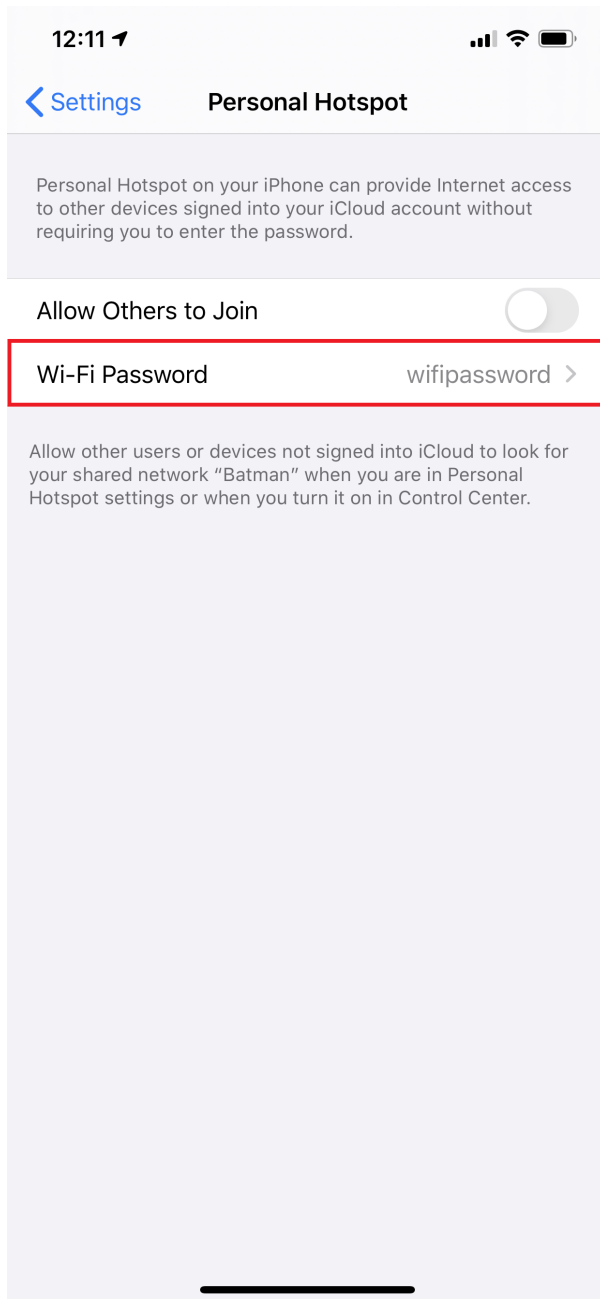 12:11
Settings
Personal Hotspot
Personal Hotspot on your iPhone can provide Internet access
to other devices signed into your iCloud account without
requiring you to enter the password.
Allow Others to Join
Wi-Fi Password wifipassword
Allow other users or devices not signed into iCloud to look for
your shared network “Batman” when you are in Personal
Hotspot settings or when you turn it on in Control Center.